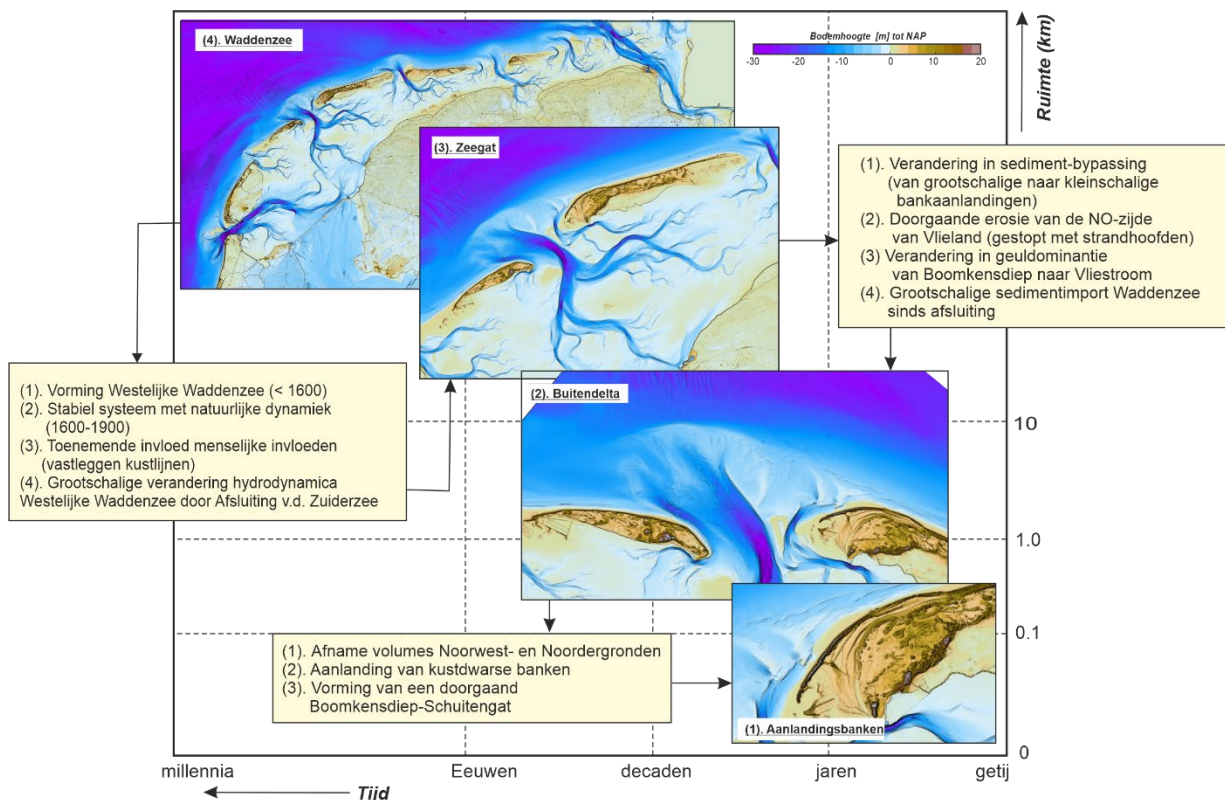 (4). Waddenzee
Bodemhoogte [m] tot NAP
-30 -20 -10 0 10 20
Ruimte (km)
(3). Zeegat
(1). Verandering in sediment-bypassing
(van grootschalige naar kleinschalige
bankaanlandingen)
(2). Doorgaande erosie van de NO-zijde
van Vlieland (gestopt met strandhoofden)
(3) Verandering in geuldominantie
van Boomkensdiep naar Vliestroom
(4). Grootschalige sedimentimport Waddenzee
sinds afsluiting
(1). Vorming Westelijke Waddenzee (< 1600)
(2). Stabiel systeem met natuurlijke dynamiek
(1600-1900)
(3). Toenemende invloed menselijke invloeden
(vastleggen kustlijnen)
(4). Grootschalige verandering hydrodynamica
Westelijke Waddenzee door Afsluiting v.d. Zuiderzee
(2). Buitendelta
10
1.0
0.1
0
(1). Afname volumes Noorwest- en Noordergronden
(2). Aanlanding van kustdwarse banken
(3). Vorming van een doorgaand
Boomkensdiep-Schuitengat
(1). Aanlandingsbanken
millennia Eeuwen decaden jaren getij
Tijd